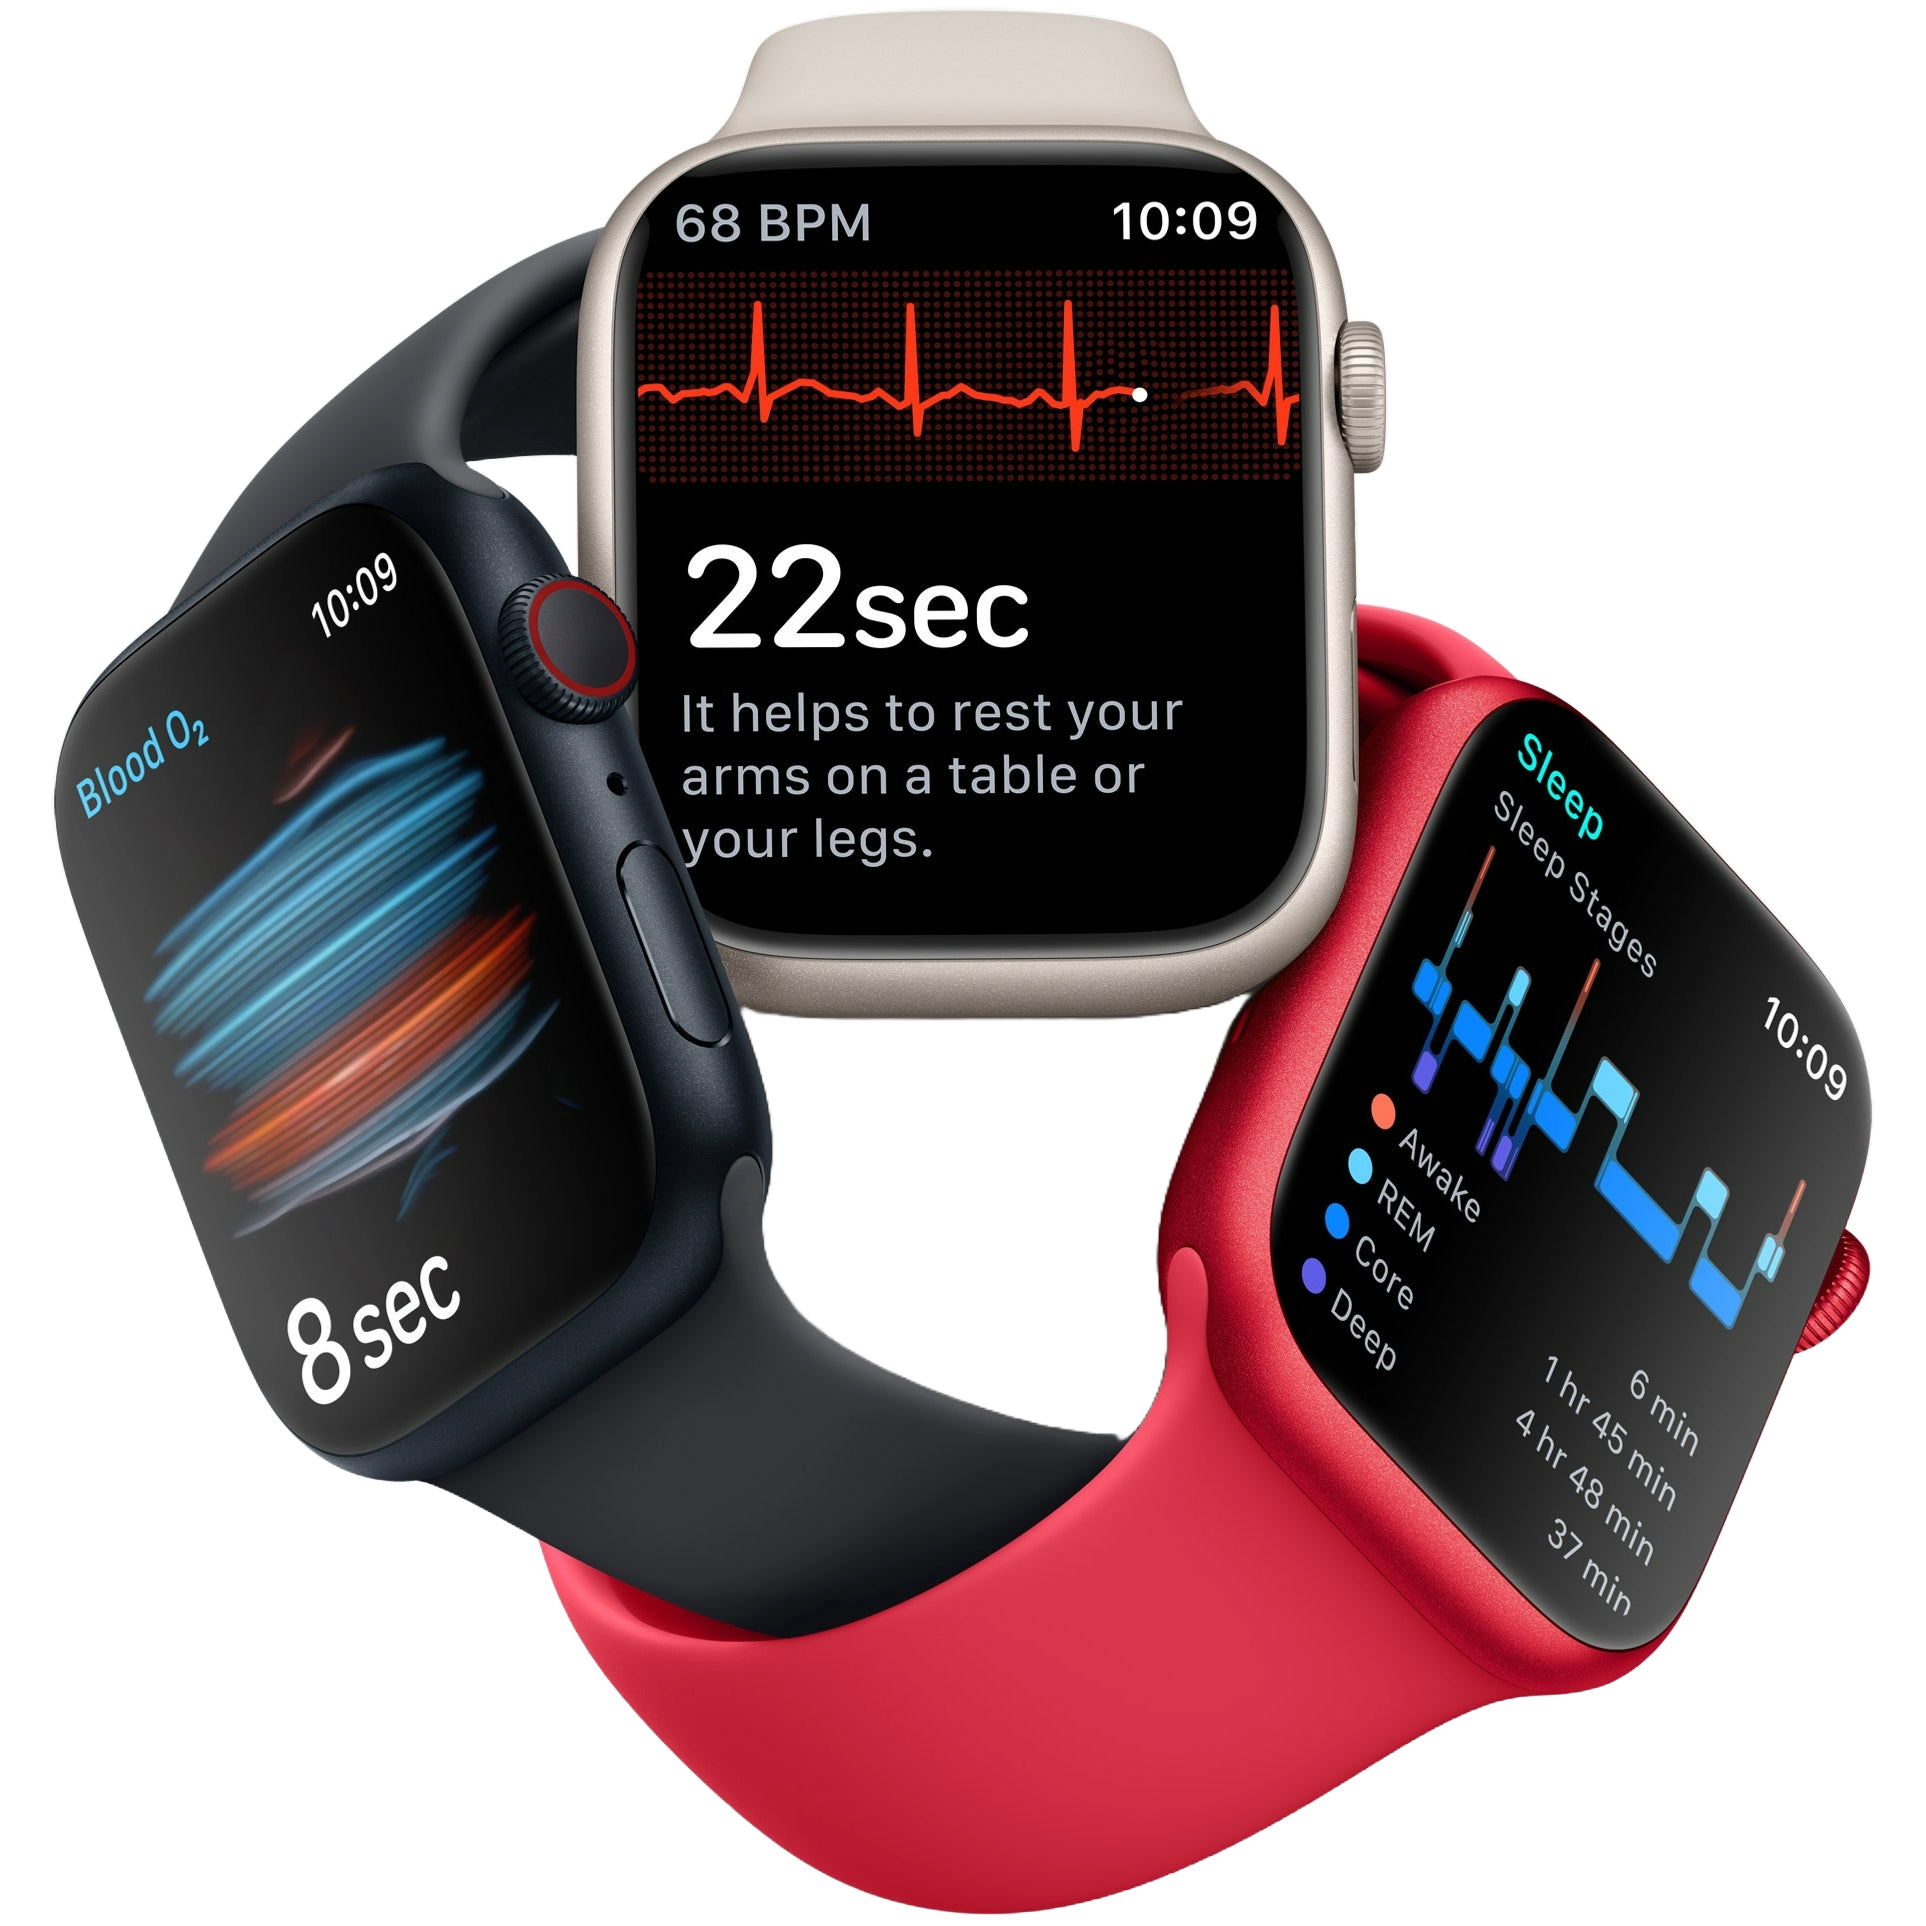 68 BPM
10:09
22sec
It helps to rest your
arms on a table or
your legs.
10:09
Blood O₂
8sec
Sleep
10:09
Sleep Stages
Awake
6 min
REM
1 hr 45 min
Core
4 hr 48 min
Deep
37 min